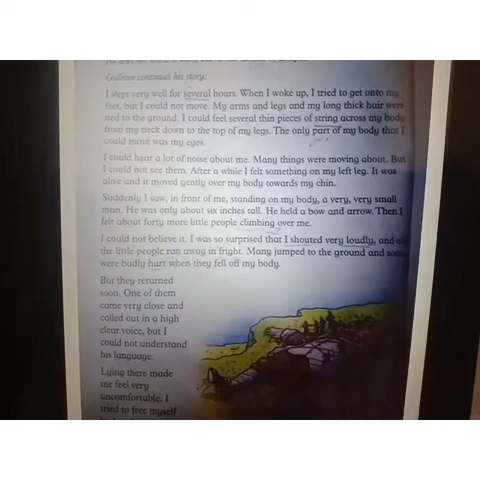 Gulliver continues his story:
I slept very well for several hours. When I woke up, I tried to get onto my
feet, but I could not move. My arms and legs and my long thick hair were
tied to the ground. I could feel several thin pieces of string across my body
from my neck down to the top of my legs. The only part of my body that I
could move was my eyes.
I could hear a lot of noise about me. Many things were moving about. But
I could not see them. After a while I felt something on my left leg. It was
alive and it moved gently over my body towards my chin.
Suddenly I saw, in front of me, standing on my body, a very, very small
man. He was only about six inches tall. He held a bow and arrow. Then I
felt about forty more little people climbing over me.
I could not believe it. I was so surprised that I shouted very loudly, and
the little people ran away in fright. Many jumped to the ground and some
were badly hurt when they fell off my body.
But they returned
soon. One of them
came very close and
called out in a high
clear voice, but I
could not understand
his language.
Lying there made
me feel very
uncomfortable. I
tried to free myself